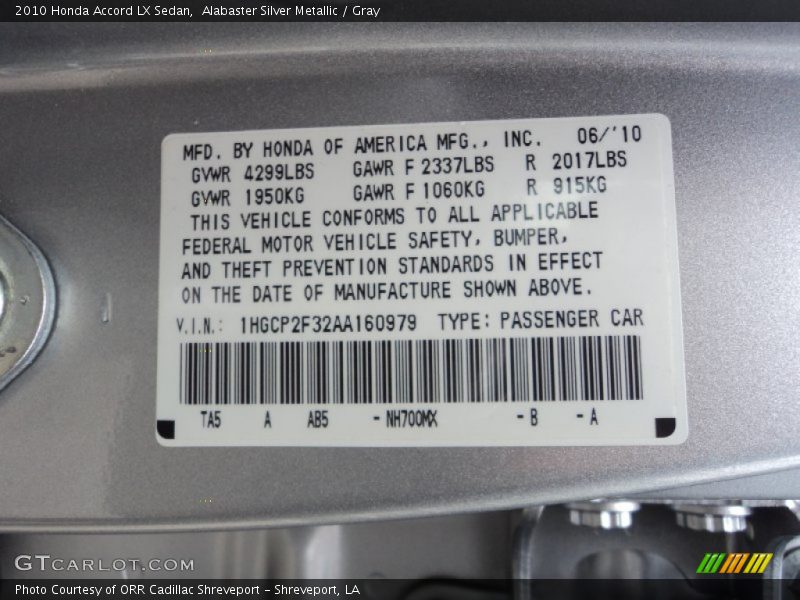 2010 Honda Accord LX Sedan,  Alabaster Silver Metallic / Gray
MFD. BY HONDA OF AMERICA MFG., INC. 06/'10
GVWR 4299LBS GAWR F 2337LBS R 2017LBS
GVWR 1950KG GAWR F 1060KG R 915KG
THIS VEHICLE CONFORMS TO ALL APPLICABLE
FEDERAL MOTOR VEHICLE SAFETY, BUMPER,
AND THEFT PREVENTION STANDARDS IN EFFECT
ON THE DATE OF MANUFACTURE SHOWN ABOVE.
V.I.N.: 1HGCP2F32AA160979 TYPE: PASSENGER CAR
TA5 A AB5 - NH700MX - B - A
GTCARLOT.COM
Photo Courtesy of ORR Cadillac Shreveport - Shreveport, LA